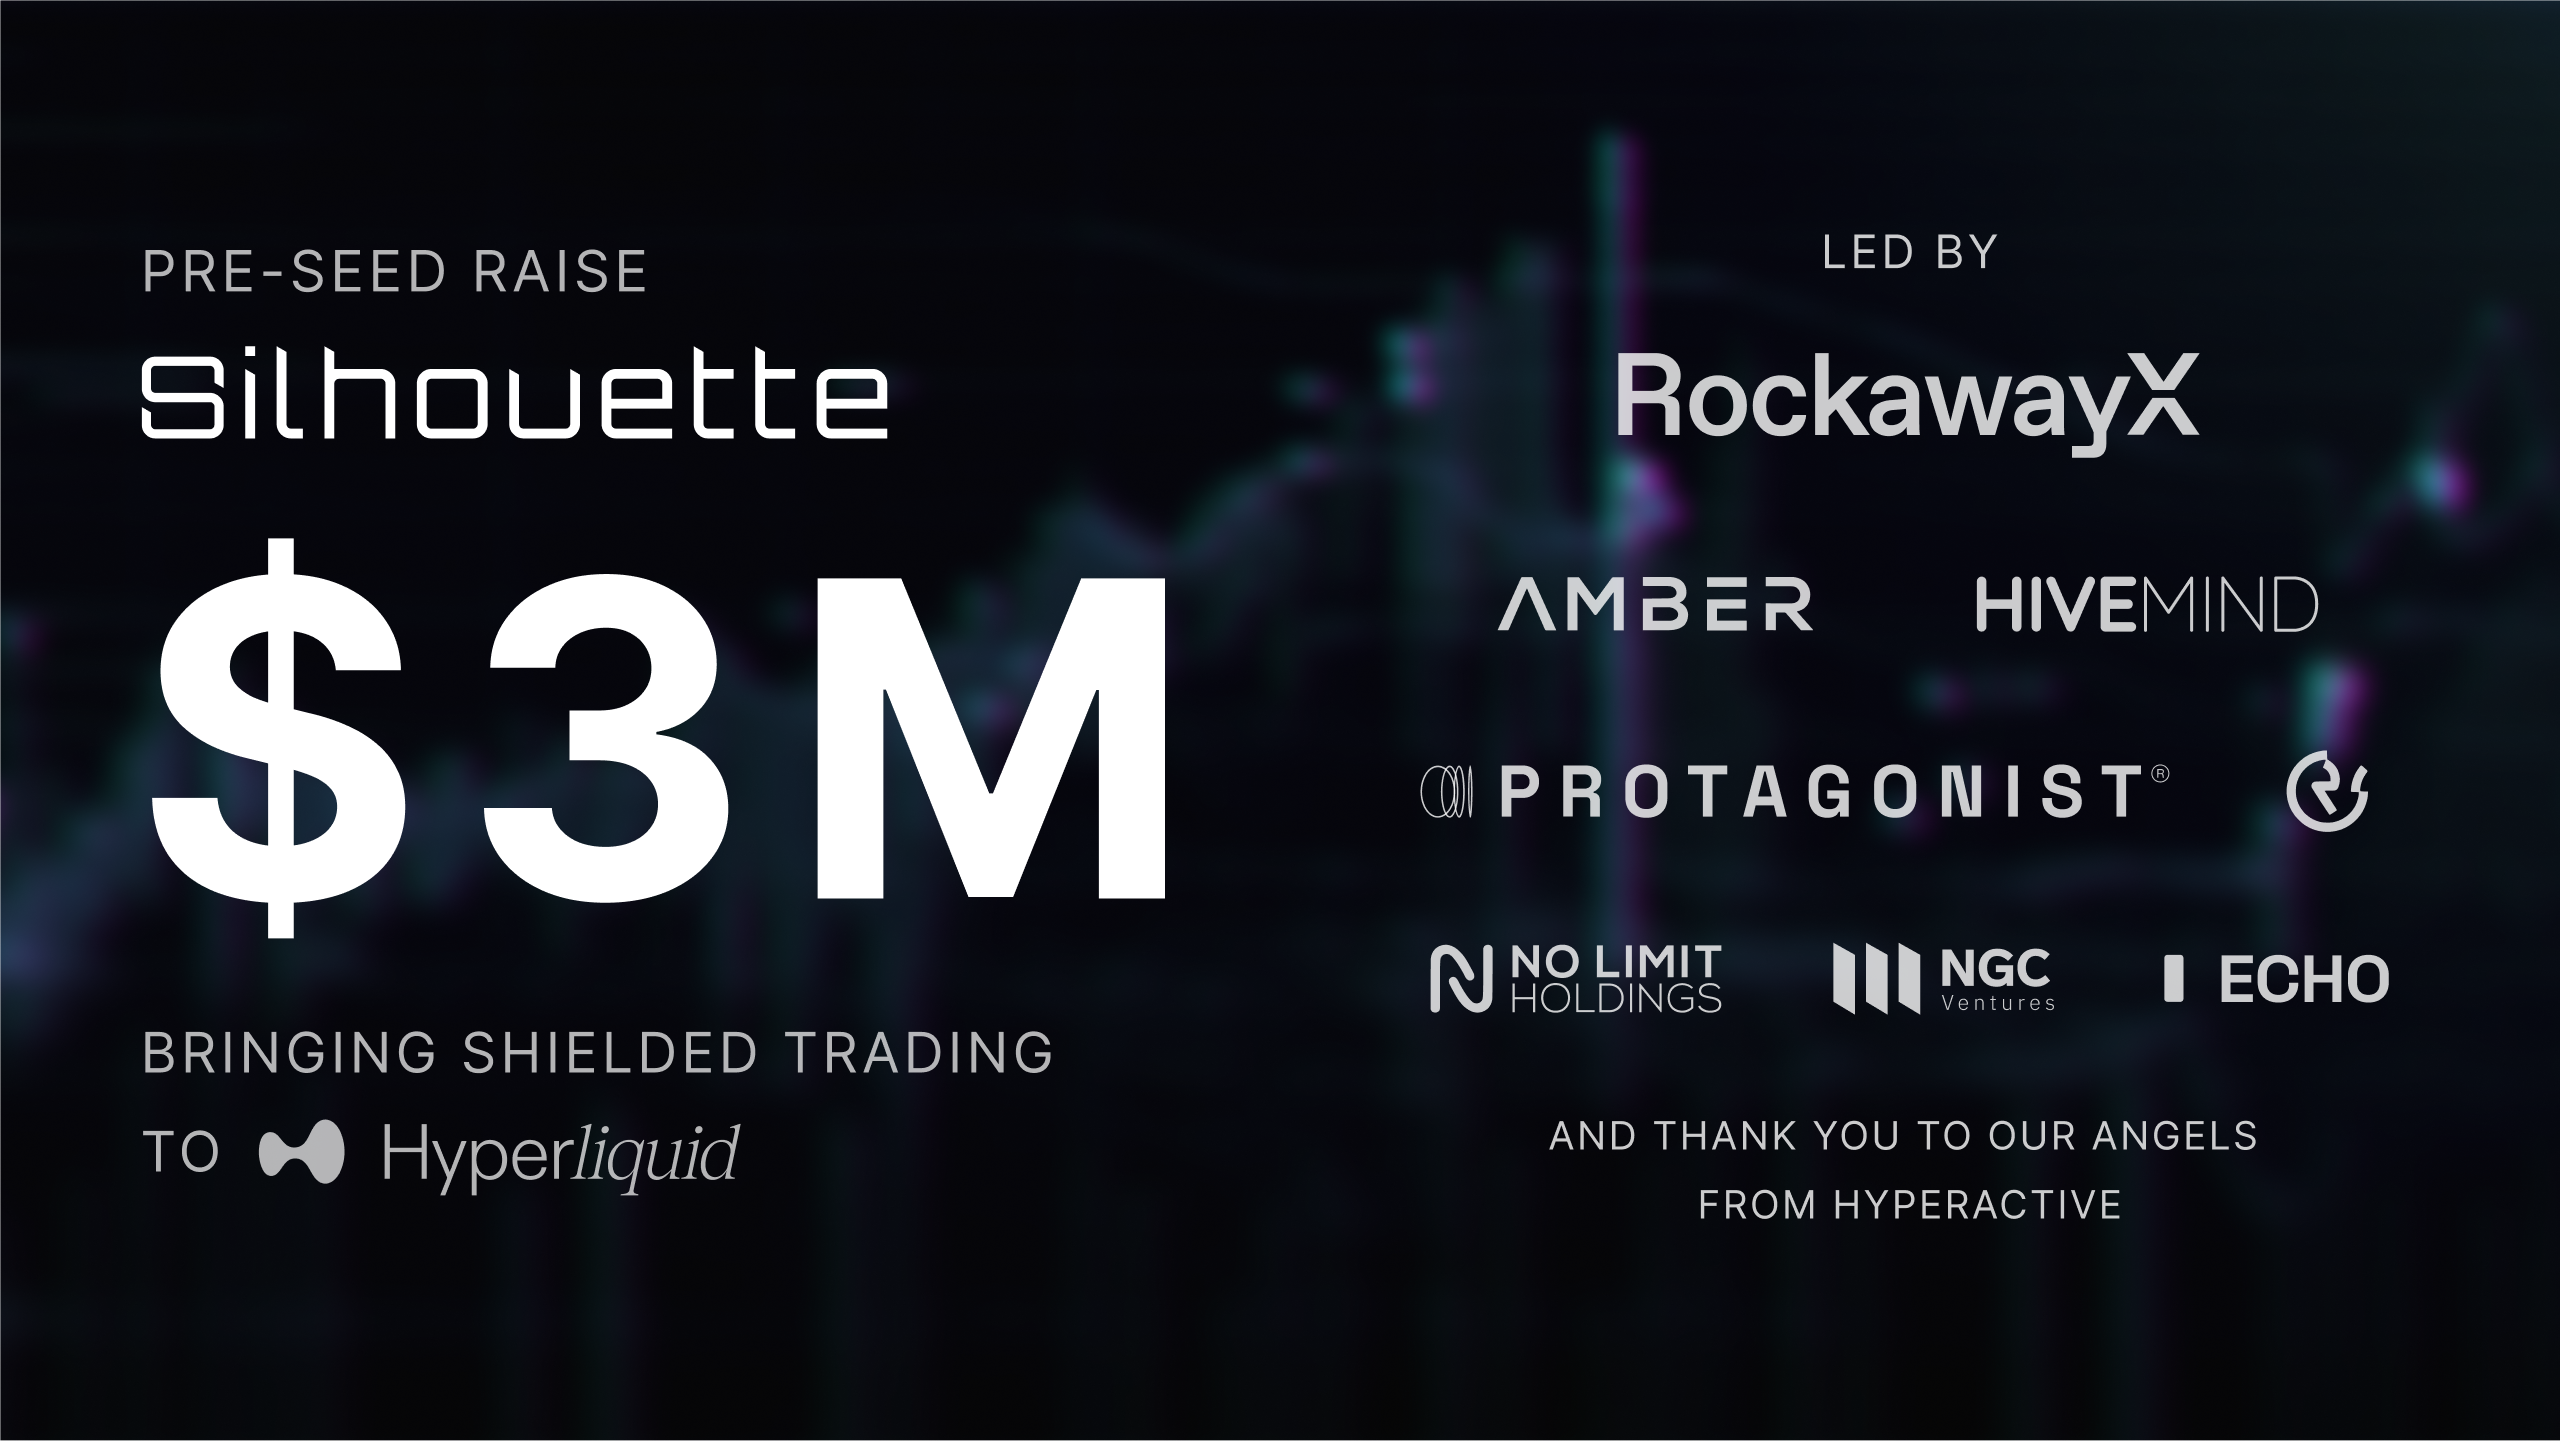 PRE-SEED RAISE
Silhouette
$3M
BRINGING SHIELDED TRADING
TO Hyperliquid
LED BY
RockawayX
AMBER HIVEMIND
PROTAGONIST®
NO LIMIT
HOLDINGS
NGC
Ventures
ECHO
AND THANK YOU TO OUR ANGELS
FROM HYPERACTIVE